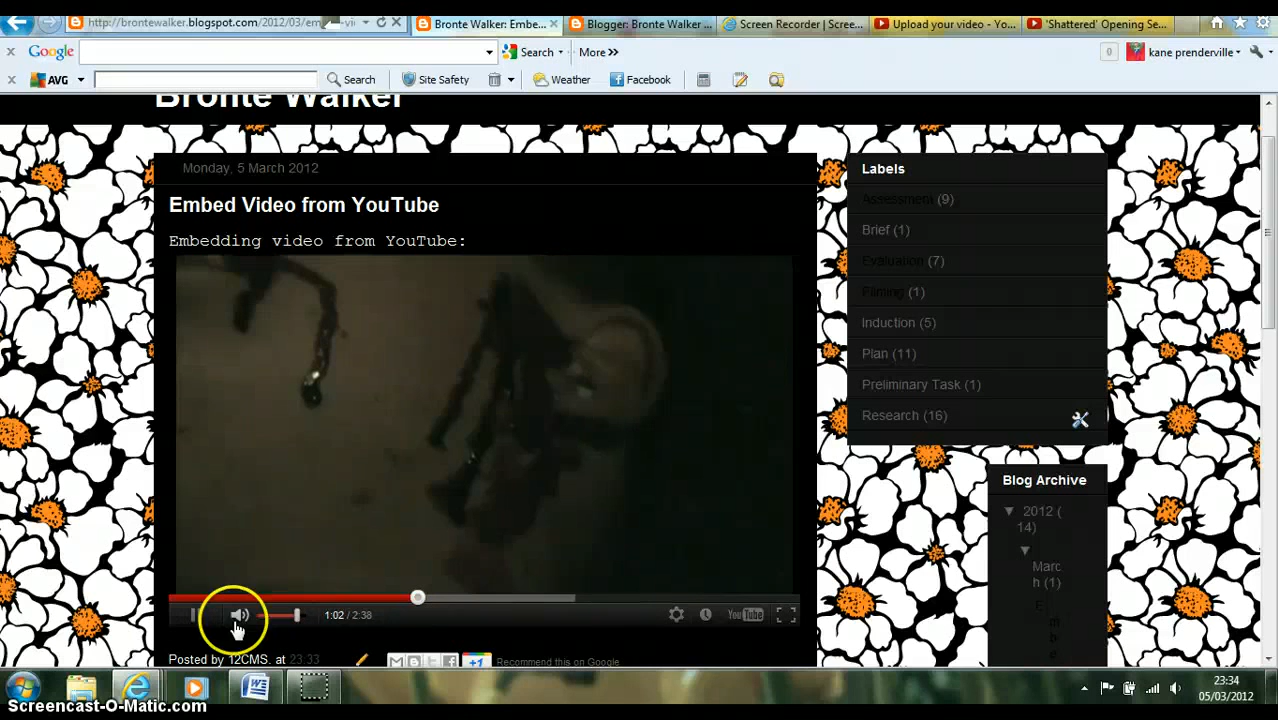 http://brontewalker.blogspot.com/2012/03/em
Bronte Walker: Embe...
Blogger: Bronte Walker ...
Screen Recorder | Scree...
Upload your video - Yo...
'Shattered' Opening Se...
Google
Search
More »
0
kane prenderville
AVG
Search
Site Safety
Weather
Facebook
Bronte Walker
Monday, 5 March 2012
Embed Video from YouTube
Embedding video from YouTube:
1:02 / 2:38
YouTube
Posted by 12CMS. at 23:33
+1
Recommend this on Google
Labels
Assessment (9)
Brief (1)
Evaluation (7)
Filming (1)
Induction (5)
Plan (11)
Preliminary Task (1)
Research (16)
Blog Archive
▼ 2012 (
14)
▼
Marc
h (1)
E
m
b
e
23:34
05/03/2012
Screencast-O-Matic.com